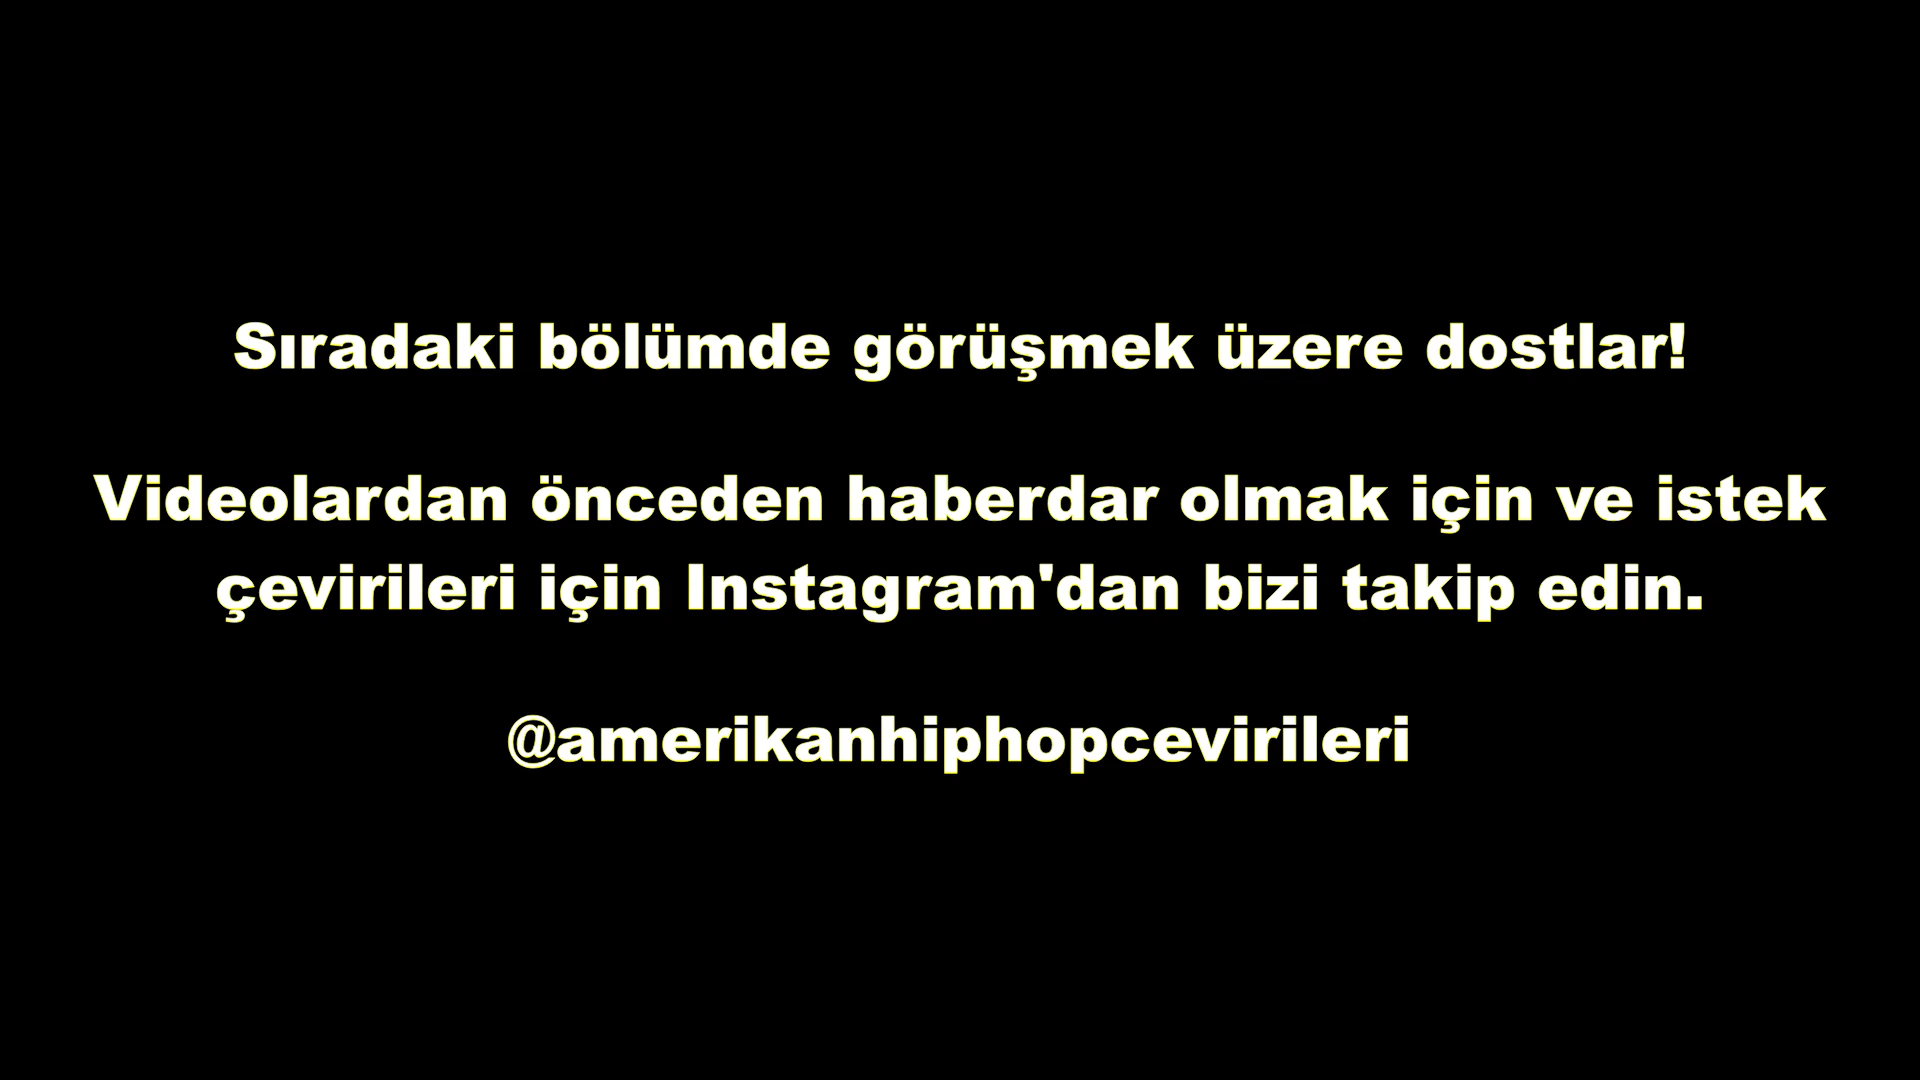 Sıradaki bölümde görüşmek üzere dostlar!
Videolardan önceden haberdar olmak için ve istek
çevirileri için Instagram'dan bizi takip edin.
@amerikanhiphopcevirileri